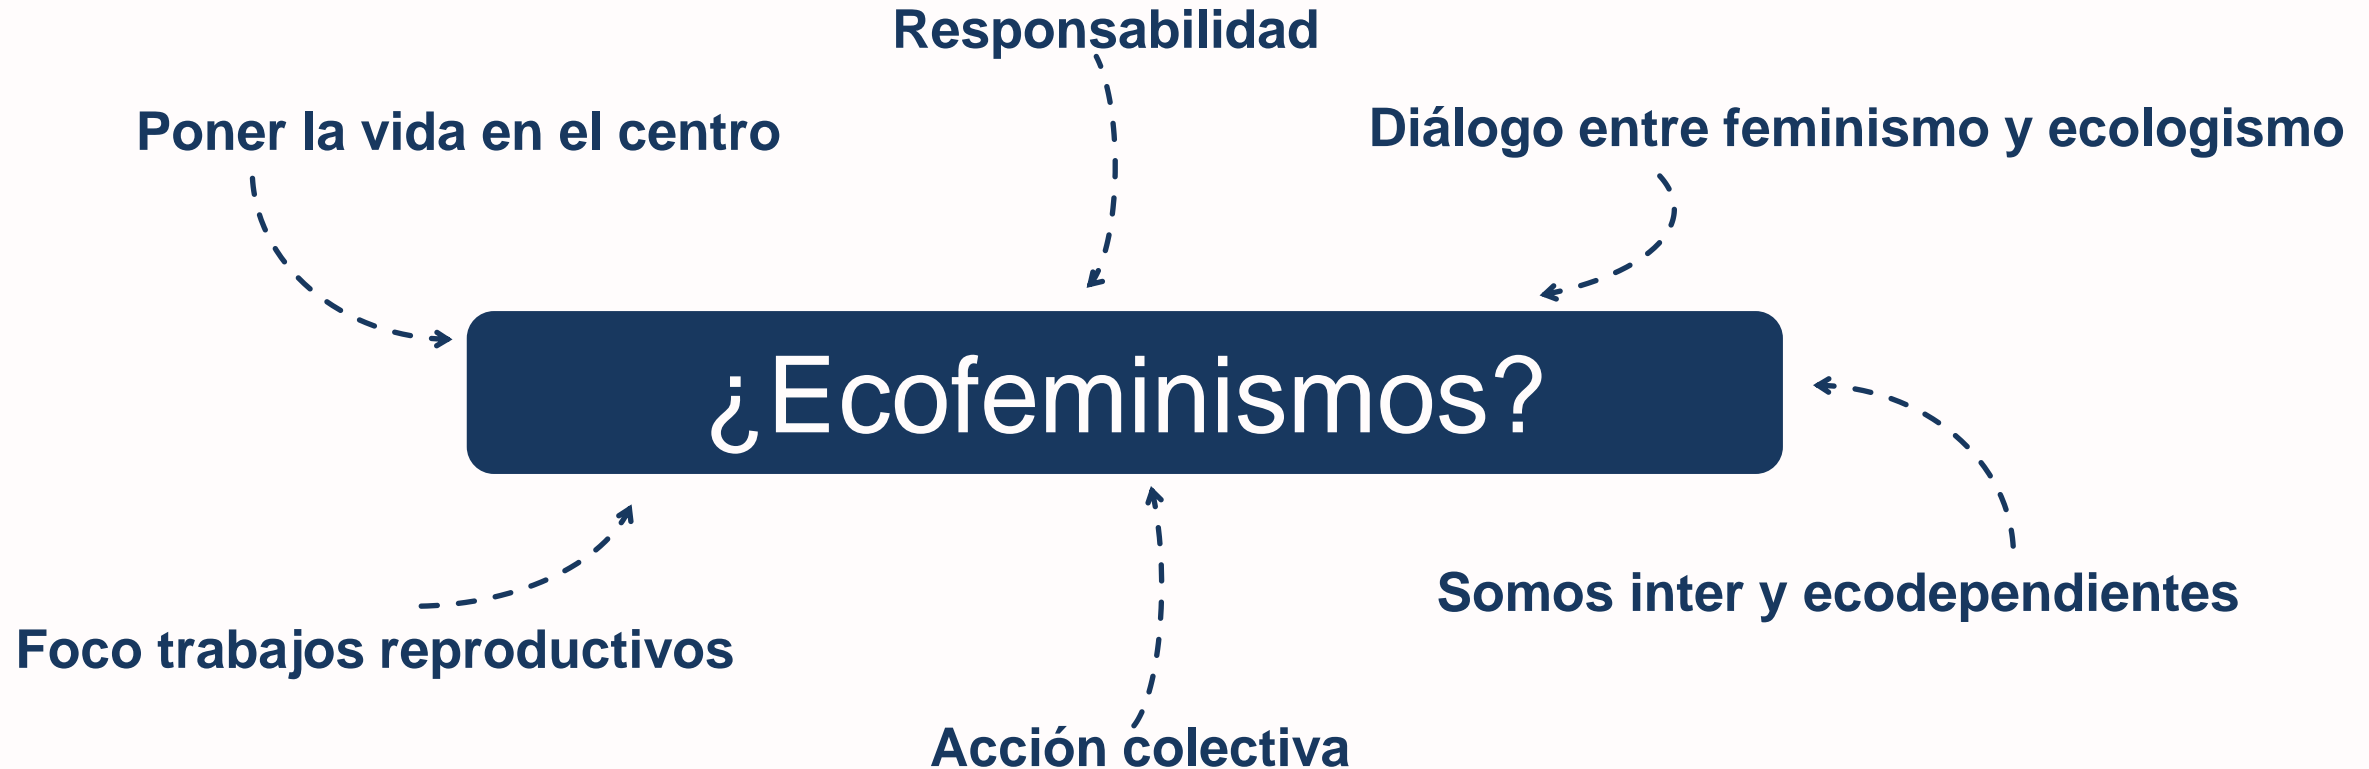 Responsabilidad
Poner la vida en el centro
Diálogo entre feminismo y ecologismo
¿Ecofeminismos?
Somos inter y ecodependientes
Foco trabajos reproductivos
Acción colectiva